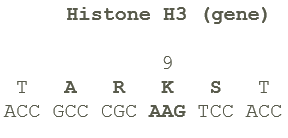 Histone H3 (gene)
9
T A R K S T
ACC GCC CGC AAG TCC ACC